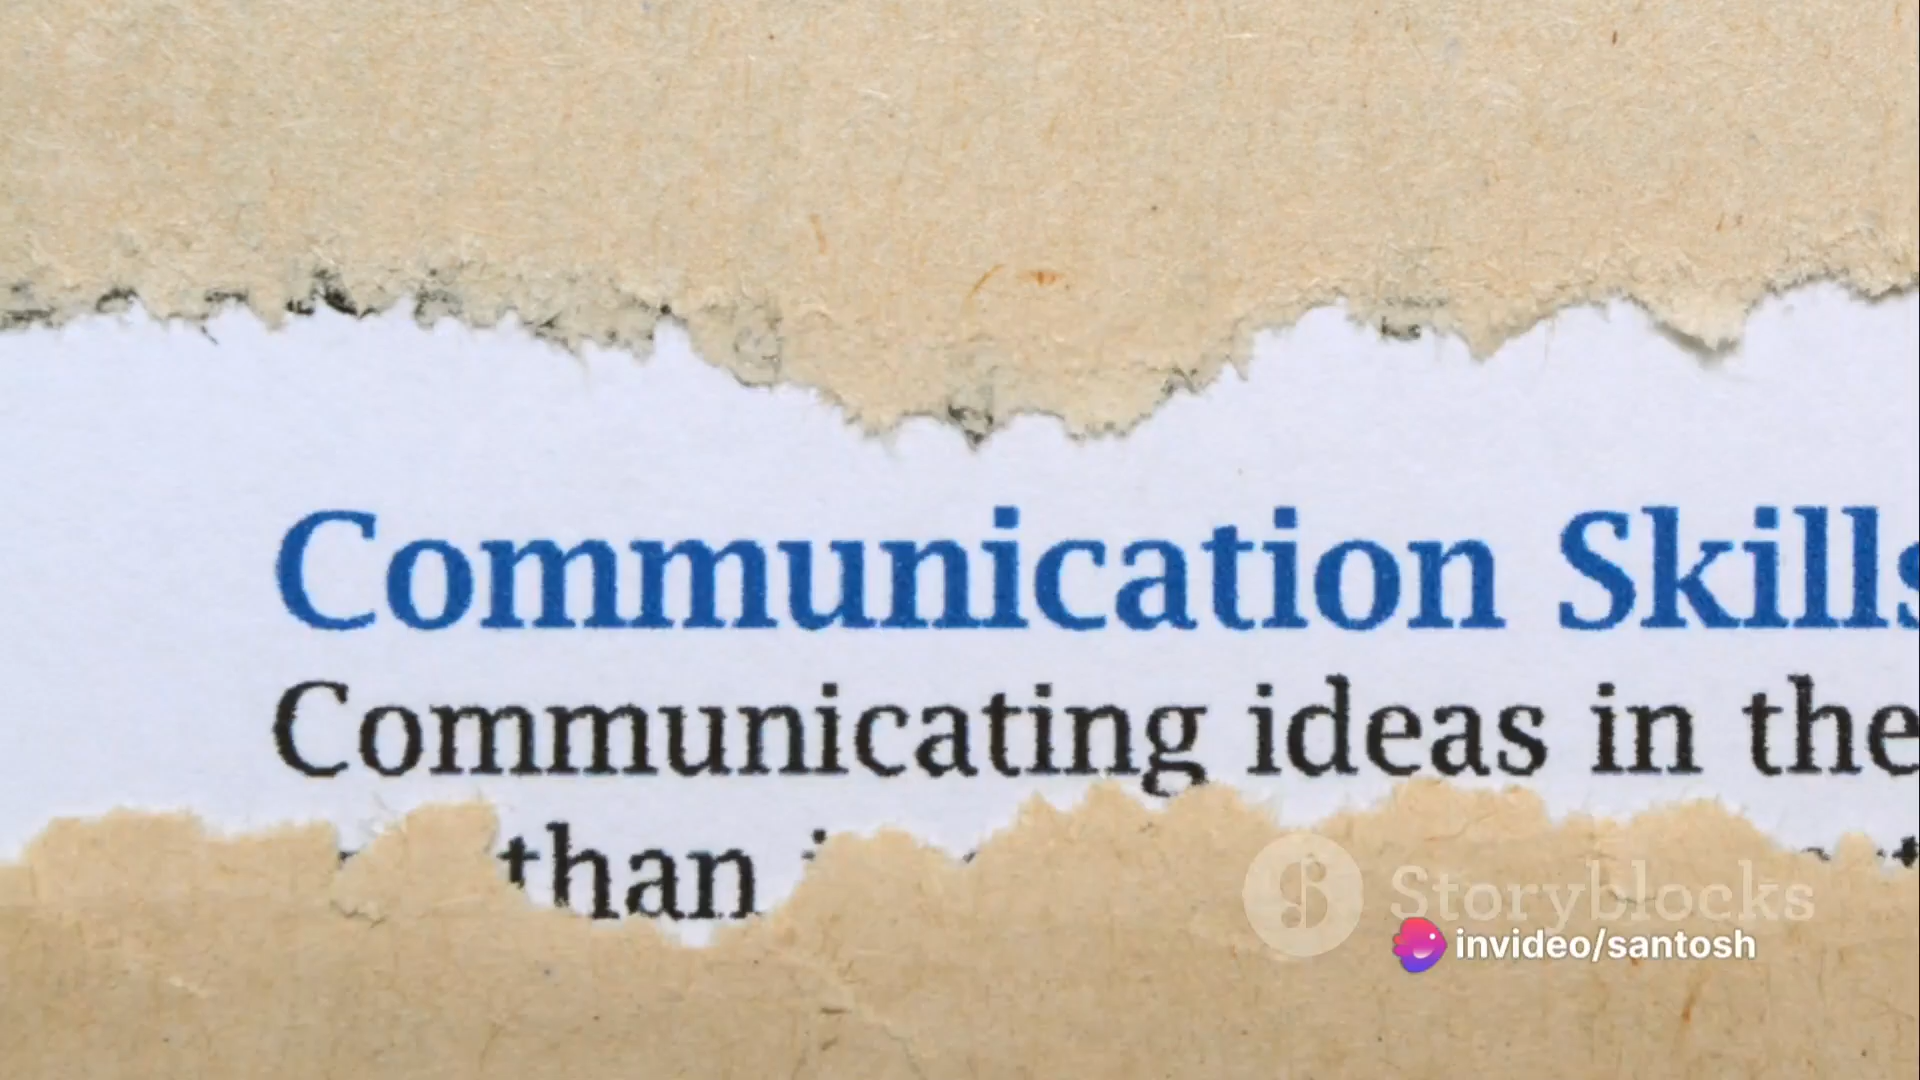 Communication Skills
Communicating ideas in the
than
Storyblocks
invideo/santosh